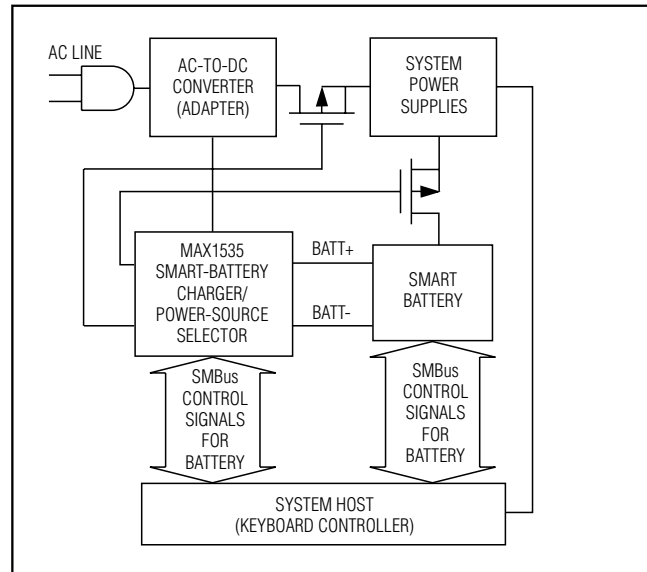 AC LINE
AC-TO-DC
CONVERTER
(ADAPTER)
SYSTEM
POWER
SUPPLIES
MAX1535
SMART-BATTERY
CHARGER/
POWER-SOURCE
SELECTOR
BATT+
BATT-
SMART
BATTERY
SMBus
CONTROL
SIGNALS
FOR
BATTERY
SMBus
CONTROL
SIGNALS
FOR
BATTERY
SYSTEM HOST
(KEYBOARD CONTROLLER)